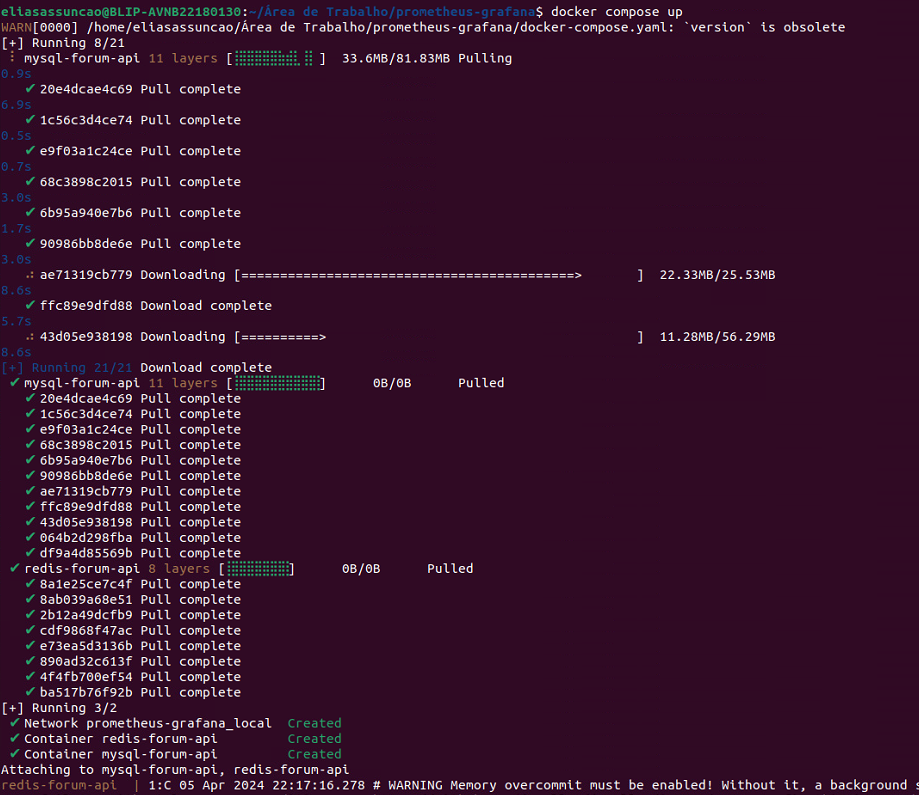 eliasassuncao@BLIP-AVNB22180130:~/Área de Trabalho/prometheus-grafana$ docker compose up
WARN[0000] /home/eliasassuncao/Área de Trabalho/prometheus-grafana/docker-compose.yaml: `version` is obsolete
[+] Running 8/21
⠸ mysql-forum-api 11 layers [⣿⣿⣿⣿⣿⣿⣾⣇⠀⣿⠀] 33.6MB/81.83MB Pulling
0.9s
✔ 20e4dcae4c69 Pull complete
6.9s
✔ 1c56c3d4ce74 Pull complete
0.5s
✔ e9f03a1c24ce Pull complete
0.7s
✔ 68c3898c2015 Pull complete
3.0s
✔ 6b95a940e7b6 Pull complete
1.7s
✔ 90986bb8de6e Pull complete
3.0s
⠴ ae71319cb779 Downloading [===========================================>       ] 22.33MB/25.53MB
8.6s
✔ ffc89e9dfd88 Download complete
5.7s
⠴ 43d05e938198 Downloading [==========>                                        ] 11.28MB/56.29MB
8.6s
[+] Running 21/21 Download complete
✔ mysql-forum-api 11 layers [⣿⣿⣿⣿⣿⣿⣿⣿⣿⣿⣿] 0B/0B Pulled
✔ 20e4dcae4c69 Pull complete
✔ 1c56c3d4ce74 Pull complete
✔ e9f03a1c24ce Pull complete
✔ 68c3898c2015 Pull complete
✔ 6b95a940e7b6 Pull complete
✔ 90986bb8de6e Pull complete
✔ ae71319cb779 Pull complete
✔ ffc89e9dfd88 Pull complete
✔ 43d05e938198 Pull complete
✔ 064b2d298fba Pull complete
✔ df9a4d85569b Pull complete
✔ redis-forum-api 8 layers [⣿⣿⣿⣿⣿⣿⣿⣿] 0B/0B Pulled
✔ 8a1e25ce7c4f Pull complete
✔ 8ab039a68e51 Pull complete
✔ 2b12a49dcfb9 Pull complete
✔ cdf9868f47ac Pull complete
✔ e73ea5d3136b Pull complete
✔ 890ad32c613f Pull complete
✔ 4f4fb700ef54 Pull complete
✔ ba517b76f92b Pull complete
[+] Running 3/2
✔ Network prometheus-grafana_local Created
✔ Container redis-forum-api Created
✔ Container mysql-forum-api Created
Attaching to mysql-forum-api, redis-forum-api
redis-forum-api | 1:C 05 Apr 2024 22:17:16.278 # WARNING Memory overcommit must be enabled! Without it, a background